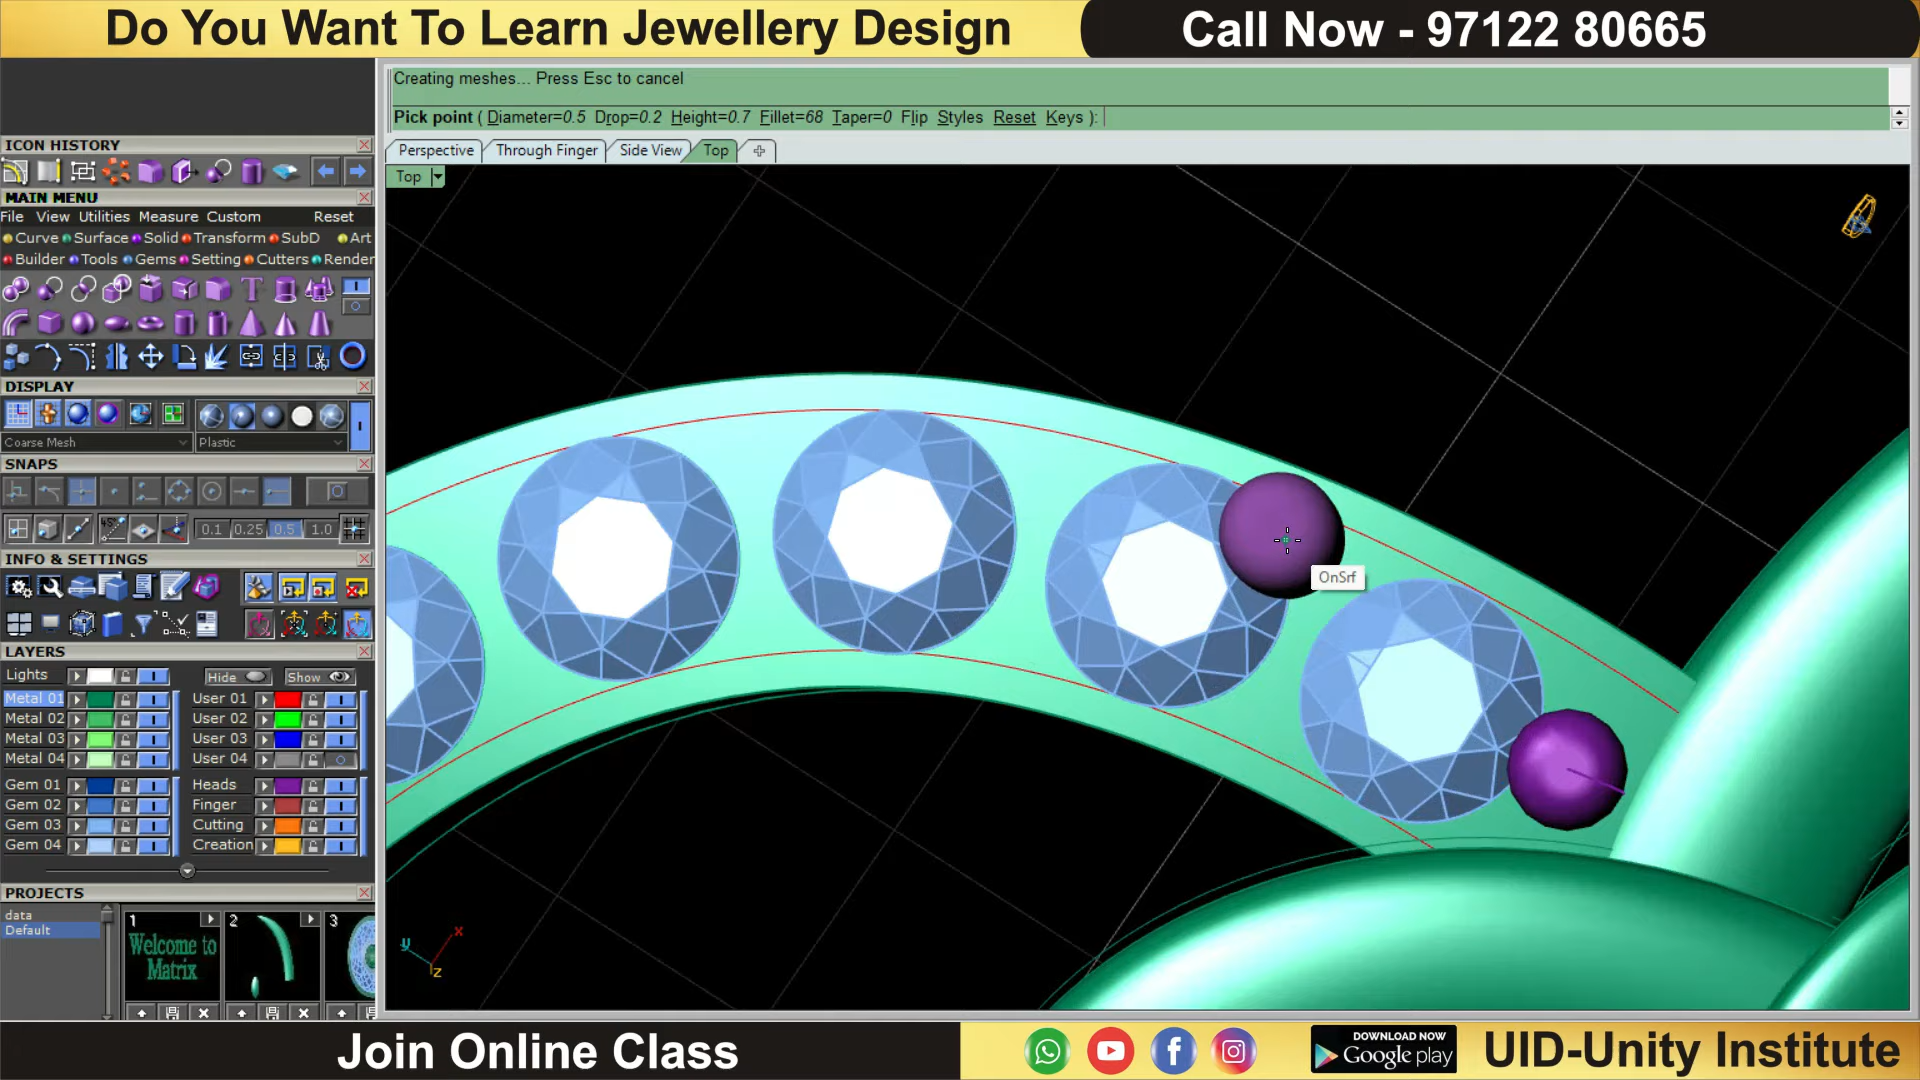 Do You Want To Learn Jewellery Design
Call Now - 97122 80665
Creating meshes... Press Esc to cancel
Pick point ( Diameter=0.5 Drop=0.2 Height=0.7 Fillet=68 Taper=0 Flip Styles Reset Keys ):
Perspective Through Finger Side View Top
Top
ICON HISTORY
MAIN MENU
File View Utilities Measure Custom Reset
Curve Surface Solid Transform SubD Art
Builder Tools Gems Setting Cutters Render
DISPLAY
Coarse Mesh Plastic
SNAPS
45°
0.1 0.25 0.5 1.0
INFO & SETTINGS
LAYERS
Lights Hide Show
Metal 01 User 01
Metal 02 User 02
Metal 03 User 03
Metal 04 User 04
Gem 01 Heads
Gem 02 Finger
Gem 03 Cutting
Gem 04 Creation
PROJECTS
data
Default
1 2 3
Welcome to
Matrix
OnSrf
y x z
Join Online Class
DOWNLOAD NOW
Google play
UID-Unity Institute